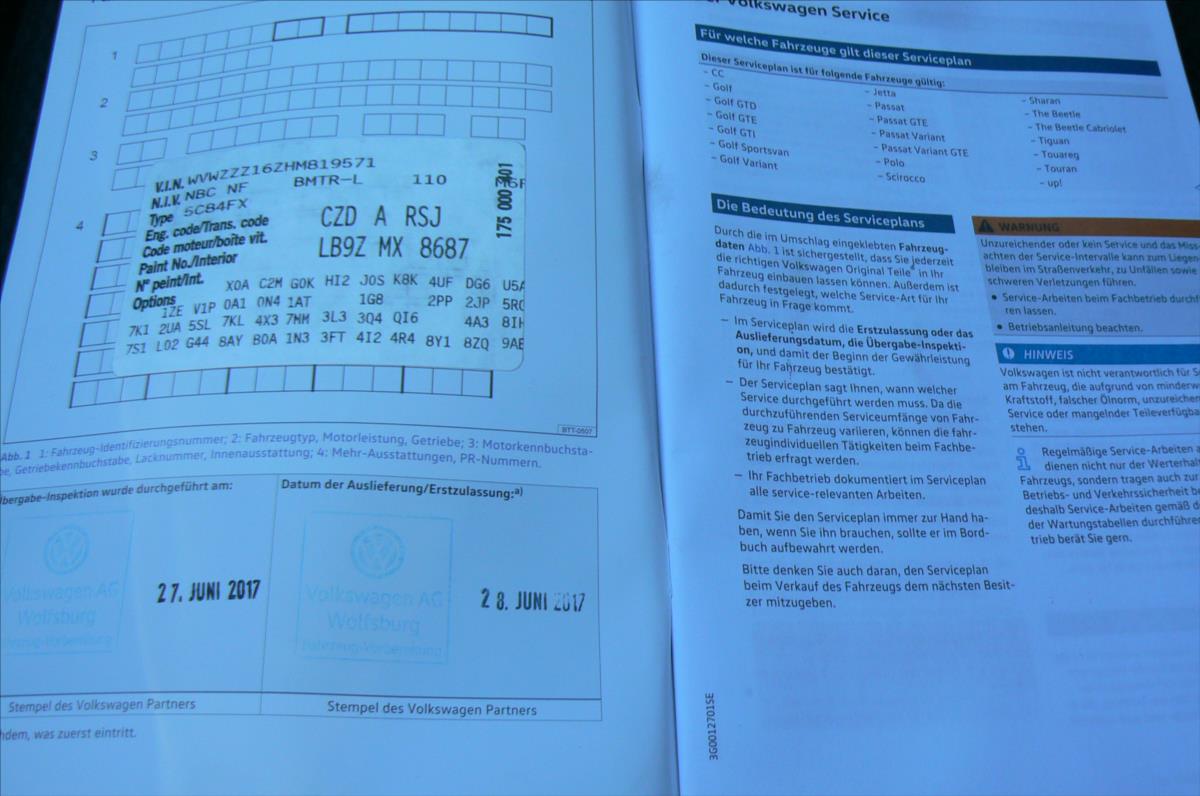 1
2
3
4
V.I.N. WVWZZZ16ZHM819571
N.I.V. NBC NF BMTR-L 110
Type 5C84FX
175 000 401
Eng. code/Trans. code CZD A RSJ
Code moteur/boite vit.
Paint No./Interior LB9Z MX 8687
N° peint/int.
Options X0A C2M G0K HI2 J0S K8K 4UF DG6 U5A
1ZE V1P 0A1 0N4 1AT 1G8 2PP 2JP 5RQ
7K1 2UA 5SL 7KL 4X3 7MM 3L3 3Q4 QI6 4A3 8IH
7S1 L02 G44 8AY B0A 1N3 3FT 4I2 4R4 8Y1 8ZQ 9AE
BTT-0507
Abb. 1 1: Fahrzeug-Identifizierungsnummer; 2: Fahrzeugtyp, Motorleistung, Getriebe; 3: Motorkennbuchsta-
be, Getriebekennbuchstabe, Lacknummer, Innenausstattung; 4: Mehr-Ausstattungen, PR-Nummern.
Übergabe-Inspektion wurde durchgeführt am:
Volkswagen AG
Wolfsburg
Fahrzeug-Vorbereitung
27. JUNI 2017
Stempel des Volkswagen Partners
Datum der Auslieferung/Erstzulassung:a)
Volkswagen AG
Wolfsburg
Fahrzeug-Vorbereitung
28. JUNI 2017
Stempel des Volkswagen Partners
hdem, was zuerst eintritt.
er Volkswagen Service
Für welche Fahrzeuge gilt dieser Serviceplan
Dieser Serviceplan ist für folgende Fahrzeuge gültig:
– CC
– Golf
– Golf GTD
– Golf GTE
– Golf GTI
– Golf Sportsvan
– Golf Variant
– Jetta
– Passat
– Passat GTE
– Passat Variant
– Passat Variant GTE
– Polo
– Scirocco
– Sharan
– The Beetle
– The Beetle Cabriolet
– Tiguan
– Touareg
– Touran
– up!
Die Bedeutung des Serviceplans
Durch die im Umschlag eingeklebten Fahrzeug-
daten Abb. 1 ist sichergestellt, dass Sie jederzeit
die richtigen Volkswagen Original Teile® in Ihr
Fahrzeug einbauen lassen können. Außerdem ist
dadurch festgelegt, welche Service-Art für Ihr
Fahrzeug in Frage kommt.
– Im Serviceplan wird die Erstzulassung oder das
Auslieferungsdatum, die Übergabe-Inspekti-
on, und damit der Beginn der Gewährleistung
für Ihr Fahrzeug bestätigt.
– Der Serviceplan sagt Ihnen, wann welcher
Service durchgeführt werden muss. Da die
durchzuführenden Serviceumfänge von Fahr-
zeug zu Fahrzeug variieren, können die fahr-
zeugindividuellen Tätigkeiten beim Fachbe-
trieb erfragt werden.
– Ihr Fachbetrieb dokumentiert im Serviceplan
alle service-relevanten Arbeiten.
Damit Sie den Serviceplan immer zur Hand ha-
ben, wenn Sie ihn brauchen, sollte er im Bord-
buch aufbewahrt werden.
Bitte denken Sie auch daran, den Serviceplan
beim Verkauf des Fahrzeugs dem nächsten Besit-
zer mitzugeben.
WARNUNG
Unzureichender oder kein Service und das Miss-
achten der Service-Intervalle kann zum Liegen-
bleiben im Straßenverkehr, zu Unfällen sowie
schweren Verletzungen führen.
• Service-Arbeiten beim Fachbetrieb durchf
ren lassen.
• Betriebsanleitung beachten.
HINWEIS
Volkswagen ist nicht verantwortlich für S
am Fahrzeug, die aufgrund von minderw
Kraftstoff, falscher Ölnorm, unzureichen
Service oder mangelnder Teileverfügba
stehen.
Regelmäßige Service-Arbeiten a
dienen nicht nur der Werterhal
Fahrzeugs, sondern tragen auch zur
Betriebs- und Verkehrssicherheit be
deshalb Service-Arbeiten gemäß d
der Wartungstabellen durchführe
trieb berät Sie gern.
3G0012701SE